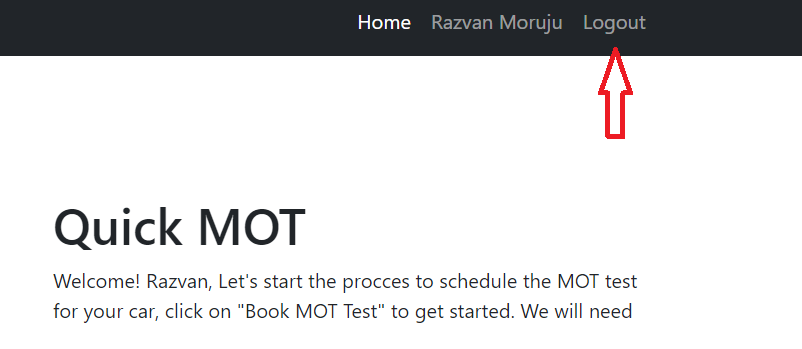 Home Razvan Moruju Logout
Quick MOT
Welcome! Razvan, Let's start the procces to schedule the MOT test
for your car, click on "Book MOT Test" to get started. We will need